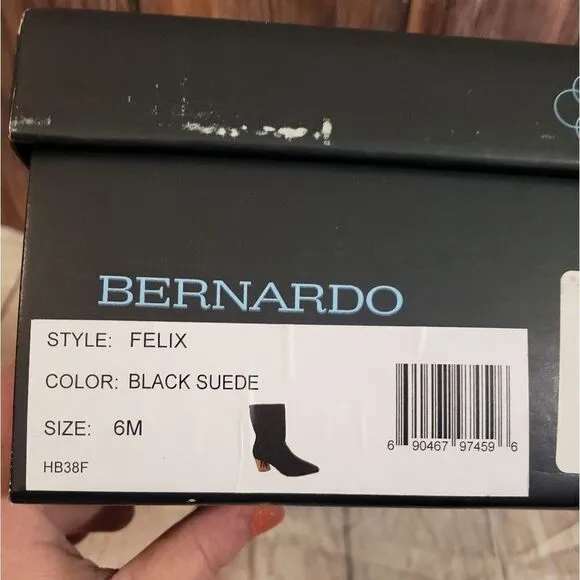 BERNARDO
STYLE: FELIX
COLOR: BLACK SUEDE
SIZE: 6M
HB38F
6 90467 97459 6